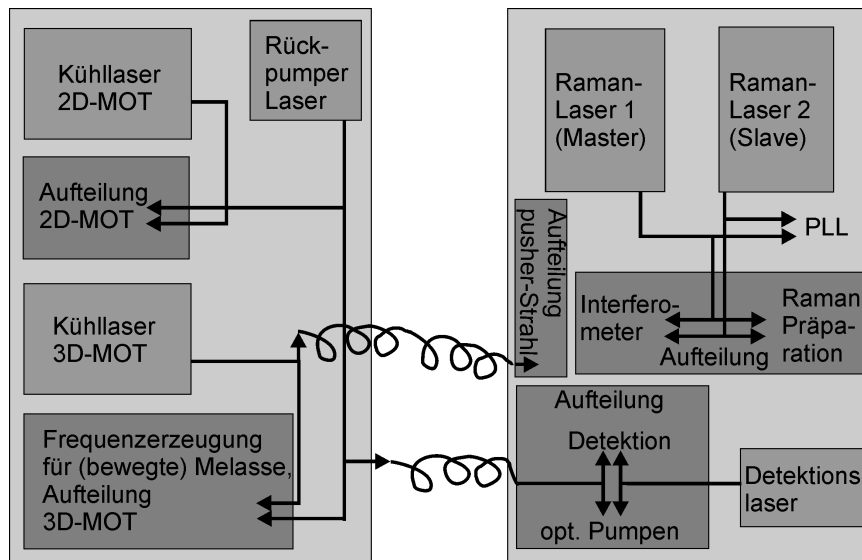 Kühllaser
2D-MOT
Rück-
pumper
Laser
Aufteilung
2D-MOT
Kühllaser
3D-MOT
Frequenzerzeugung
für (bewegte) Melasse,
Aufteilung
3D-MOT
Raman-
Laser 1
(Master)
Raman-
Laser 2
(Slave)
PLL
Aufteilung
pusher-Strahl
Interfero-
meter
Raman
Präpa-
ration
Aufteilung
Aufteilung
Detektion
opt. Pumpen
Detektions
laser